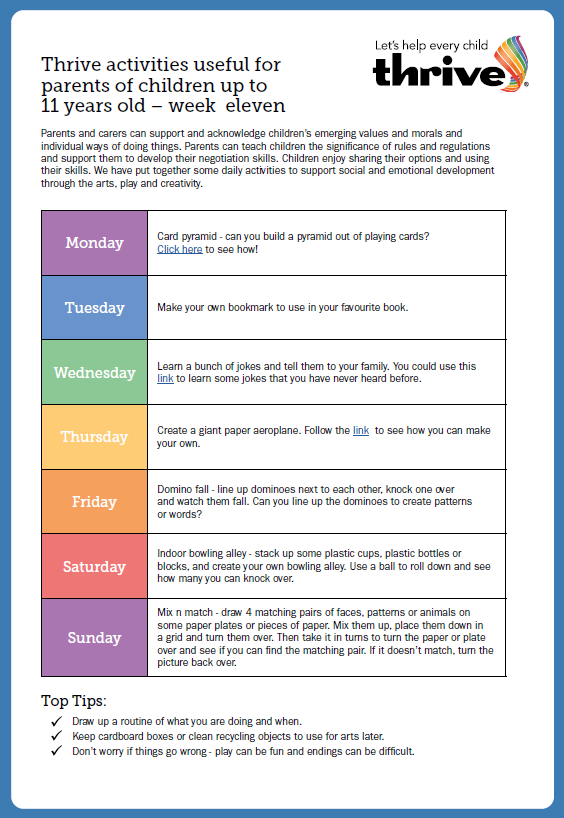 Let's help every child
thrive®
Thrive activities useful for
parents of children up to
11 years old – week eleven
Parents and carers can support and acknowledge children's emerging values and morals and
individual ways of doing things. Parents can teach children the significance of rules and regulations
and support them to develop their negotiation skills. Children enjoy sharing their options and using
their skills. We have put together some daily activities to support social and emotional development
through the arts, play and creativity.
Monday
Card pyramid - can you build a pyramid out of playing cards?
Click here to see how!
Tuesday
Make your own bookmark to use in your favourite book.
Wednesday
Learn a bunch of jokes and tell them to your family. You could use this
link to learn some jokes that you have never heard before.
Thursday
Create a giant paper aeroplane. Follow the link to see how you can make
your own.
Friday
Domino fall - line up dominoes next to each other, knock one over
and watch them fall. Can you line up the dominoes to create patterns
or words?
Saturday
Indoor bowling alley - stack up some plastic cups, plastic bottles or
blocks, and create your own bowling alley. Use a ball to roll down and see
how many you can knock over.
Sunday
Mix n match - draw 4 matching pairs of faces, patterns or animals on
some paper plates or pieces of paper. Mix them up, place them down in
a grid and turn them over. Then take it in turns to turn the paper or plate
over and see if you can find the matching pair. If it doesn't match, turn the
picture back over.
Top Tips:
✓ Draw up a routine of what you are doing and when.
✓ Keep cardboard boxes or clean recycling objects to use for arts later.
✓ Don't worry if things go wrong - play can be fun and endings can be difficult.